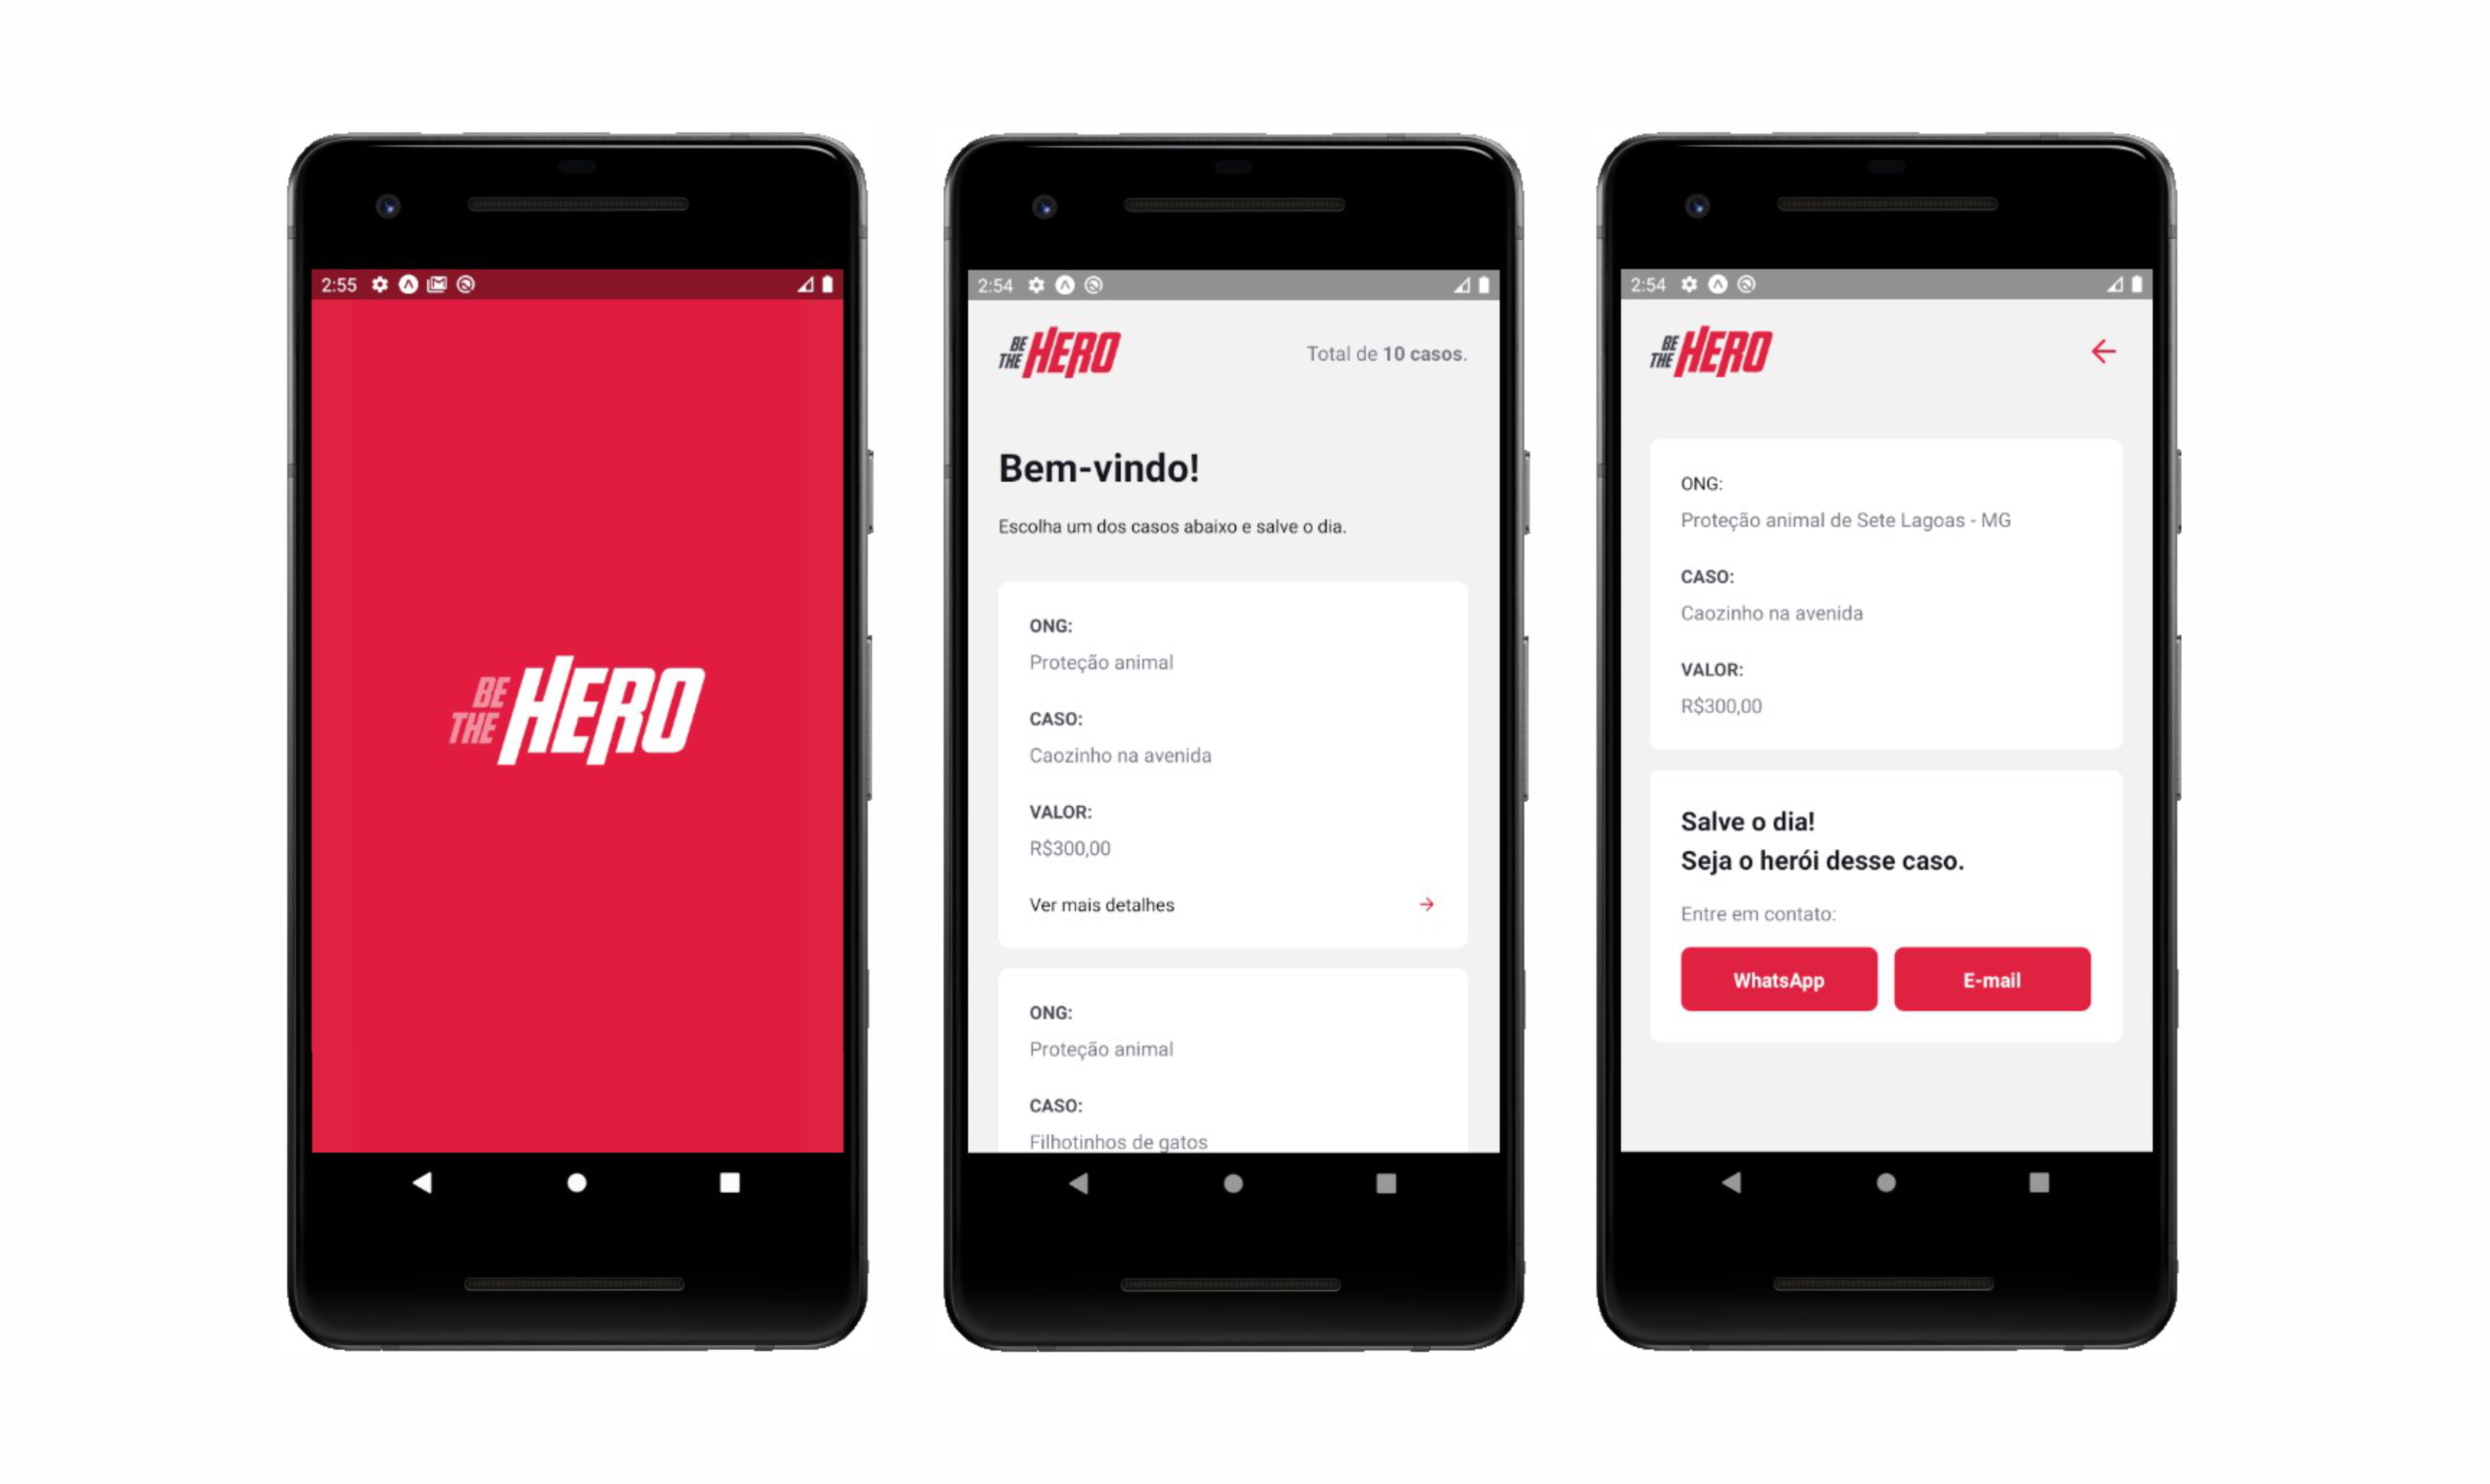 2:55
BE
THE HERO
2:54
BE
THE HERO
Total de 10 casos.
Bem-vindo!
Escolha um dos casos abaixo e salve o dia.
ONG:
Proteção animal
CASO:
Caozinho na avenida
VALOR:
R$300,00
Ver mais detalhes
ONG:
Proteção animal
CASO:
Filhotinhos de gatos
2:54
BE
THE HERO
ONG:
Proteção animal de Sete Lagoas - MG
CASO:
Caozinho na avenida
VALOR:
R$300,00
Salve o dia!
Seja o herói desse caso.
Entre em contato:
WhatsApp
E-mail